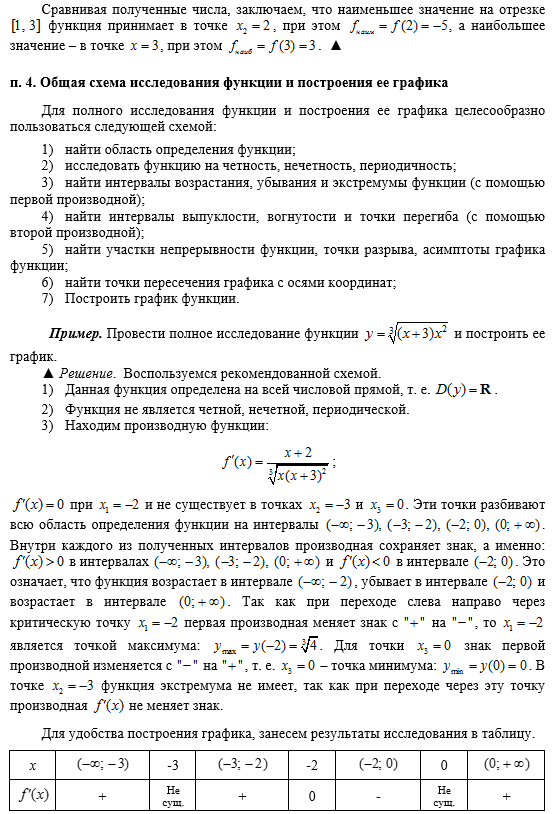 Сравнивая полученные числа, заключаем, что наименьшее значение на отрезке
[1, 3] функция принимает в точке x₂ = 2, при этом f_наим = f(2) = −5, а наибольшее
значение – в точке x = 3, при этом f_наиб = f(3) = 3. ▲
п. 4. Общая схема исследования функции и построения ее графика
Для полного исследования функции и построения ее графика целесообразно
пользоваться следующей схемой:
1) найти область определения функции;
2) исследовать функцию на четность, нечетность, периодичность;
3) найти интервалы возрастания, убывания и экстремумы функции (с помощью
первой производной);
4) найти интервалы выпуклости, вогнутости и точки перегиба (с помощью
второй производной);
5) найти участки непрерывности функции, точки разрыва, асимптоты графика
функции;
6) найти точки пересечения графика с осями координат;
7) Построить график функции.
Пример. Провести полное исследование функции y = ∛((x+3)x²) и построить ее
график.
▲ Решение. Воспользуемся рекомендованной схемой.
1) Данная функция определена на всей числовой прямой, т. е. D(y) = R .
2) Функция не является четной, нечетной, периодической.
3) Находим производную функции:
f′(x) = (x+2)/∛(x(x+3)²) ;
f′(x) = 0 при x₁ = −2 и не существует в точках x₂ = −3 и x₃ = 0. Эти точки разбивают
всю область определения функции на интервалы (−∞; −3), (−3; −2), (−2; 0), (0; +∞).
Внутри каждого из полученных интервалов производная сохраняет знак, а именно:
f′(x) > 0 в интервалах (−∞; −3), (−3; −2), (0; +∞) и f′(x) < 0 в интервале (−2; 0). Это
означает, что функция возрастает в интервале (−∞; −2), убывает в интервале (−2; 0) и
возрастает в интервале (0; +∞). Так как при переходе слева направо через
критическую точку x₁ = −2 первая производная меняет знак с "+" на "−", то x₁ = −2
является точкой максимума: y_max = y(−2) = ∛4. Для точки x₃ = 0 знак первой
производной изменяется с "−" на "+", т. е. x₃ = 0 – точка минимума: y_min = y(0) = 0. В
точке x₂ = −3 функция экстремума не имеет, так как при переходе через эту точку
производная f′(x) не меняет знак.
Для удобства построения графика, занесем результаты исследования в таблицу.
x (−∞; −3) -3 (−3; −2) -2 (−2; 0) 0 (0; +∞)
f′(x) + Не сущ. + 0 - Не сущ. +